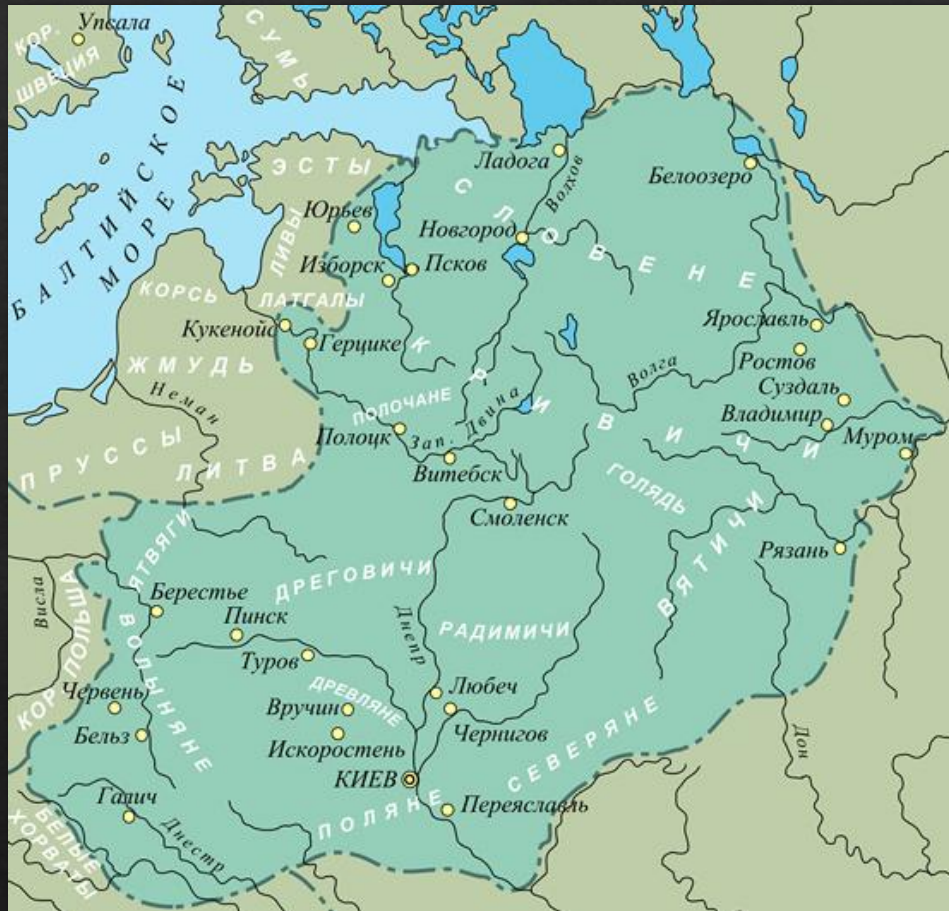 Упсала
КОР.
ШВЕЦИЯ
СУМЬ
БАЛТИЙСКОЕ
МОРЕ
ЭСТЫ
Ладога
Волхов
Белоозеро
СЛОВЕНЕ
Юрьев
Новгород
ЛИВЫ
Изборск
Псков
КОРСЬ
ЛАТГАЛЫ
Кукенойс
Герцике
Ярославль
Ростов
ЖМУДЬ
Неман
КРИВИЧИ
Волга
Суздаль
ПОЛОЧАНЕ
Зап. Двина
Владимир
Полоцк
Муром
ПРУССЫ
ЛИТВА
Витебск
ГОЛЯДЬ
Смоленск
ВЯТИЧИ
Рязань
ЯТВЯГИ
Висла
КОР. ПОЛЬША
Берестье
ДРЕГОВИЧИ
Пинск
Днепр
РАДИМИЧИ
ВОЛЫНЯНЕ
Туров
Червень
ДРЕВЛЯНЕ
Любеч
Вручин
Чернигов
Бельз
Искоростень
СЕВЕРЯНЕ
Дон
КИЕВ
Галич
Переяславль
ПОЛЯНЕ
Днестр
БЕЛЫЕ
ХОРВАТЫ